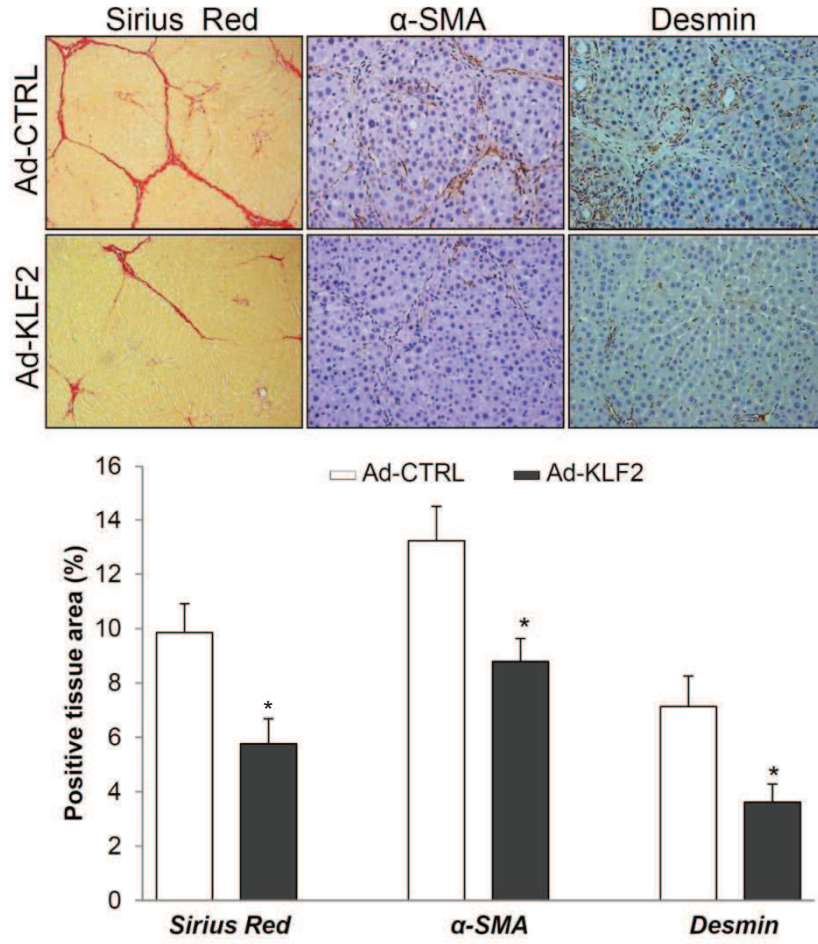 Sirius Red α-SMA Desmin
Ad-CTRL
Ad-KLF2
16
Ad-CTRL Ad-KLF2
14
*
12
10
8
*
6
*
4
2
0
Positive tissue area (%)
Sirius Red α-SMA Desmin